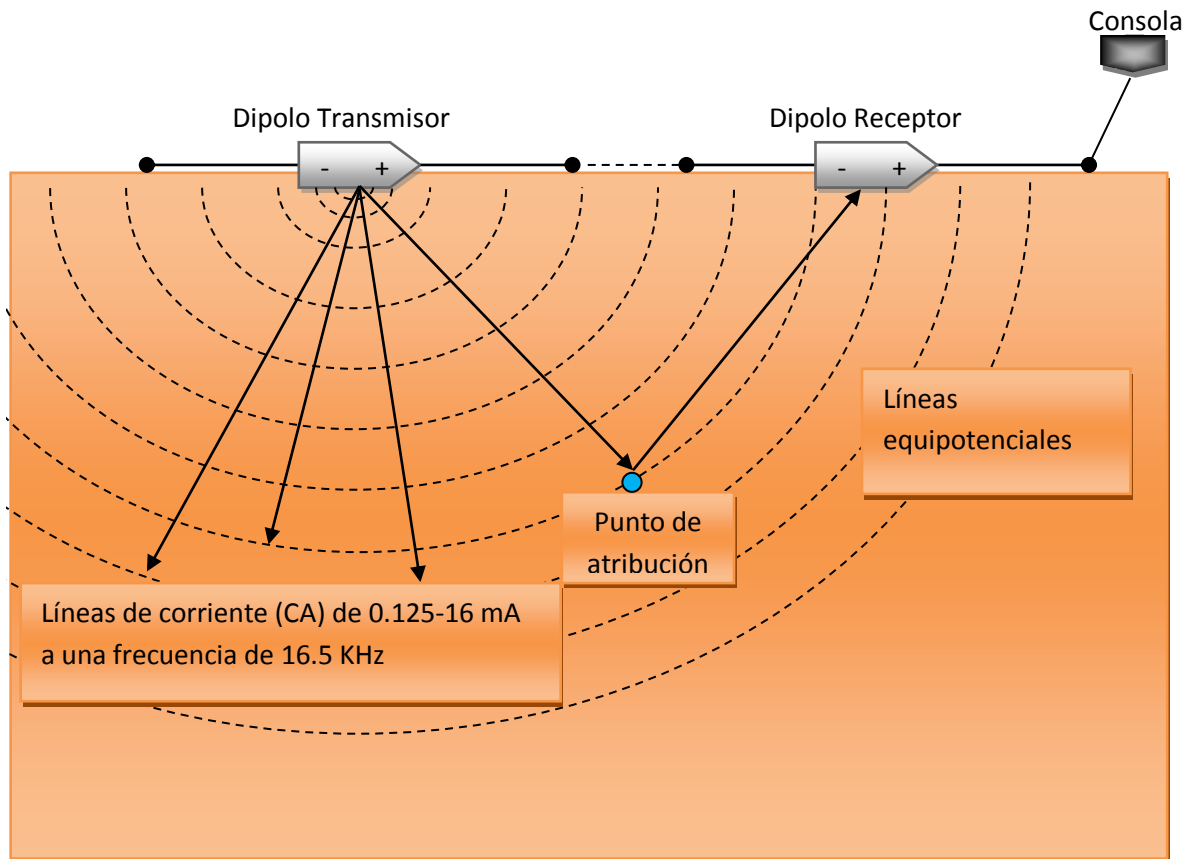 Consola
Dipolo Transmisor
Dipolo Receptor
- +
- +
Líneas
equipotenciales
Punto de
atribución
Líneas de corriente (CA) de 0.125-16 mA
a una frecuencia de 16.5 KHz